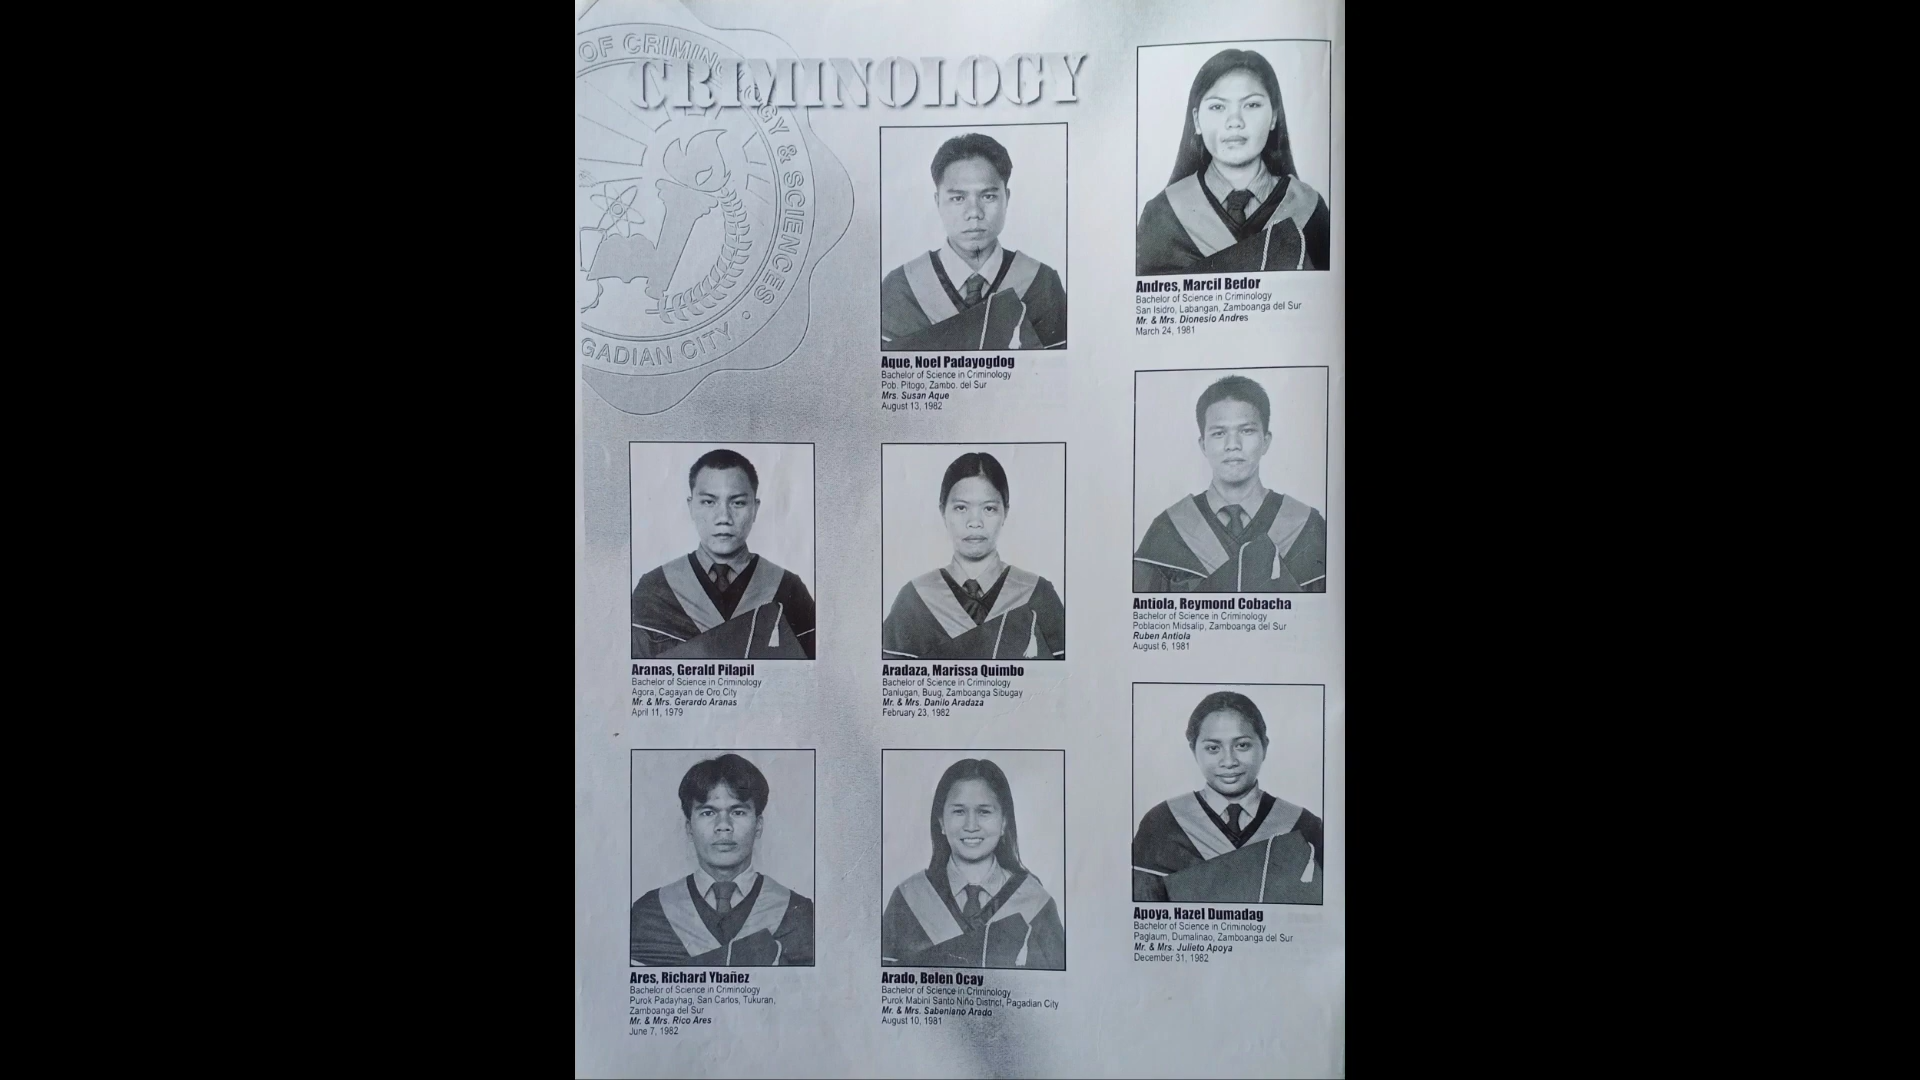 OF CRIMINOLOGY & SCIENCES
GADIAN CITY
CRIMINOLOGY
Andres, Marcil Bedor
Bachelor of Science in Criminology
San Isidro, Labangan, Zamboanga del Sur
Mr. & Mrs. Dionesio Andres
March 24, 1981
Aque, Noel Padayogdog
Bachelor of Science in Criminology
Pob. Pitogo, Zambo. del Sur
Mrs. Susan Aque
August 13, 1982
Antiola, Reymond Cobacha
Bachelor of Science in Criminology
Poblacion Midsalip, Zamboanga del Sur
Ruben Antiola
August 6, 1981
Aranas, Gerald Pilapil
Bachelor of Science in Criminology
Agora, Cagayan de Oro City
Mr. & Mrs. Gerardo Aranas
April 11, 1979
Aradaza, Marissa Quimbo
Bachelor of Science in Criminology
Danlugan, Buug, Zamboanga Sibugay
Mr. & Mrs. Danilo Aradaza
February 23, 1982
Apoya, Hazel Dumadag
Bachelor of Science in Criminology
Paglaum, Dumalinao, Zamboanga del Sur
Mr. & Mrs. Julieto Apoya
December 31, 1982
Ares, Richard Ybañez
Bachelor of Science in Criminology
Purok Padayhag, San Carlos, Tukuran,
Zamboanga del Sur
Mr. & Mrs. Rico Ares
June 7, 1982
Arado, Belen Ocay
Bachelor of Science in Criminology
Purok Mabini Santo Niño District, Pagadian City
Mr. & Mrs. Sabeniano Arado
August 10, 1981